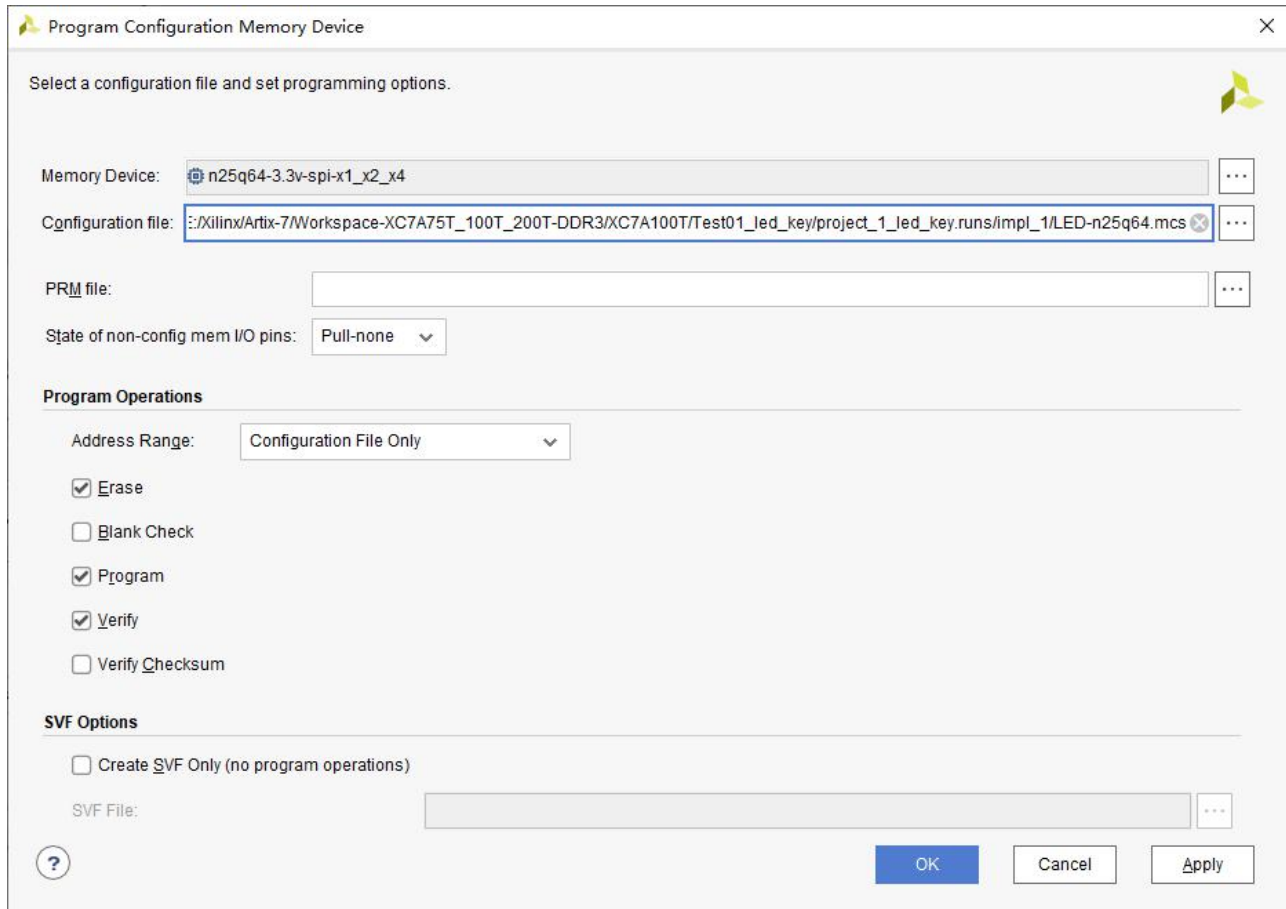 Program Configuration Memory Device
Select a configuration file and set programming options.
Memory Device: n25q64-3.3v-spi-x1_x2_x4 ...
Configuration file: E:/Xilinx/Artix-7/Workspace-XC7A75T_100T_200T-DDR3/XC7A100T/Test01_led_key/project_1_led_key.runs/impl_1/LED-n25q64.mcs ...
PRM file: ...
State of non-config mem I/O pins: Pull-none
Program Operations
Address Range: Configuration File Only
Erase
Blank Check
Program
Verify
Verify Checksum
SVF Options
Create SVF Only (no program operations)
SVF File: ...
? OK Cancel Apply